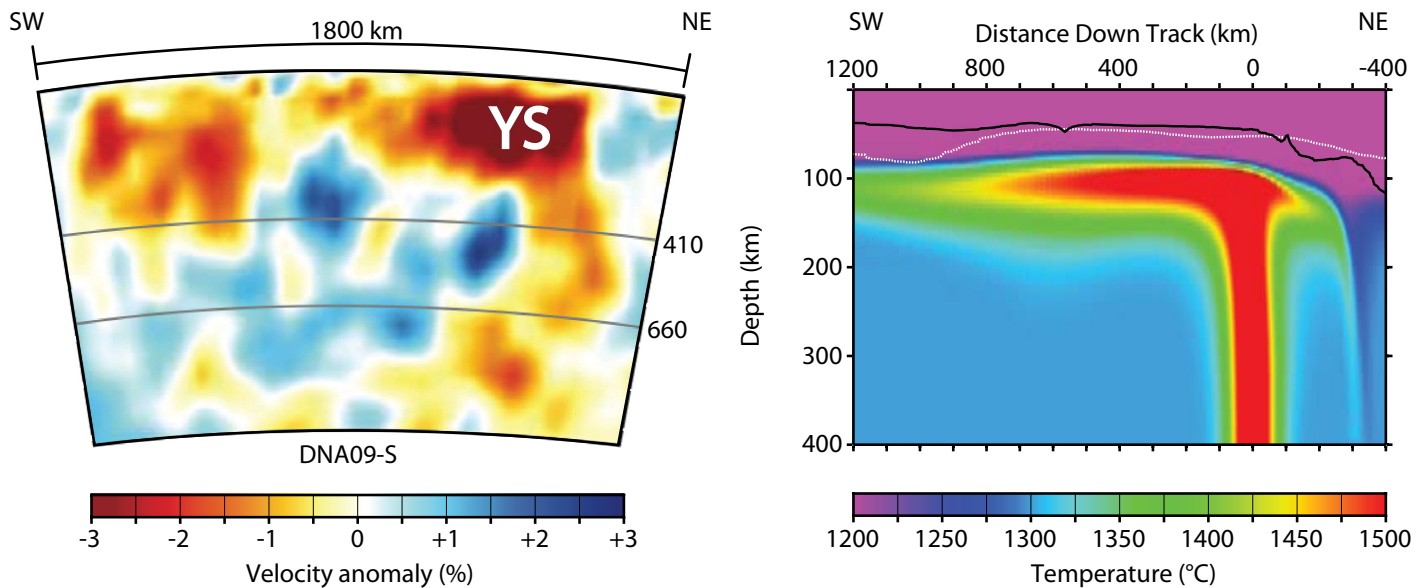 SW
NE
1800 km
YS
410
660
DNA09-S
-3 -2 -1 0 +1 +2 +3
Velocity anomaly (%)
SW
NE
Distance Down Track (km)
1200 800 400 0 -400
100
200
300
400
Depth (km)
1200 1250 1300 1350 1400 1450 1500
Temperature (°C)